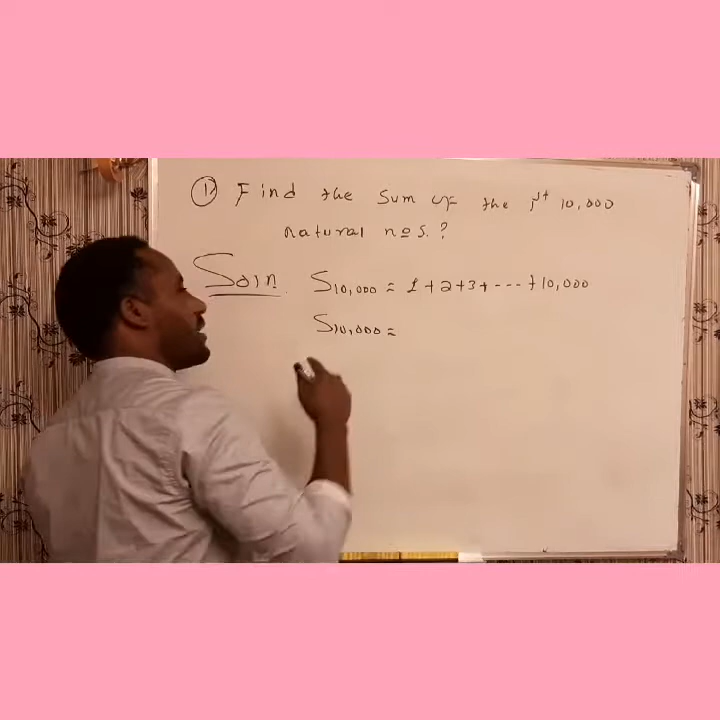 ① Find the sum of the 1st 10,000
natural nos.?
Soln. S10,000 = 1+2+3+---+10,000
S10,000 =